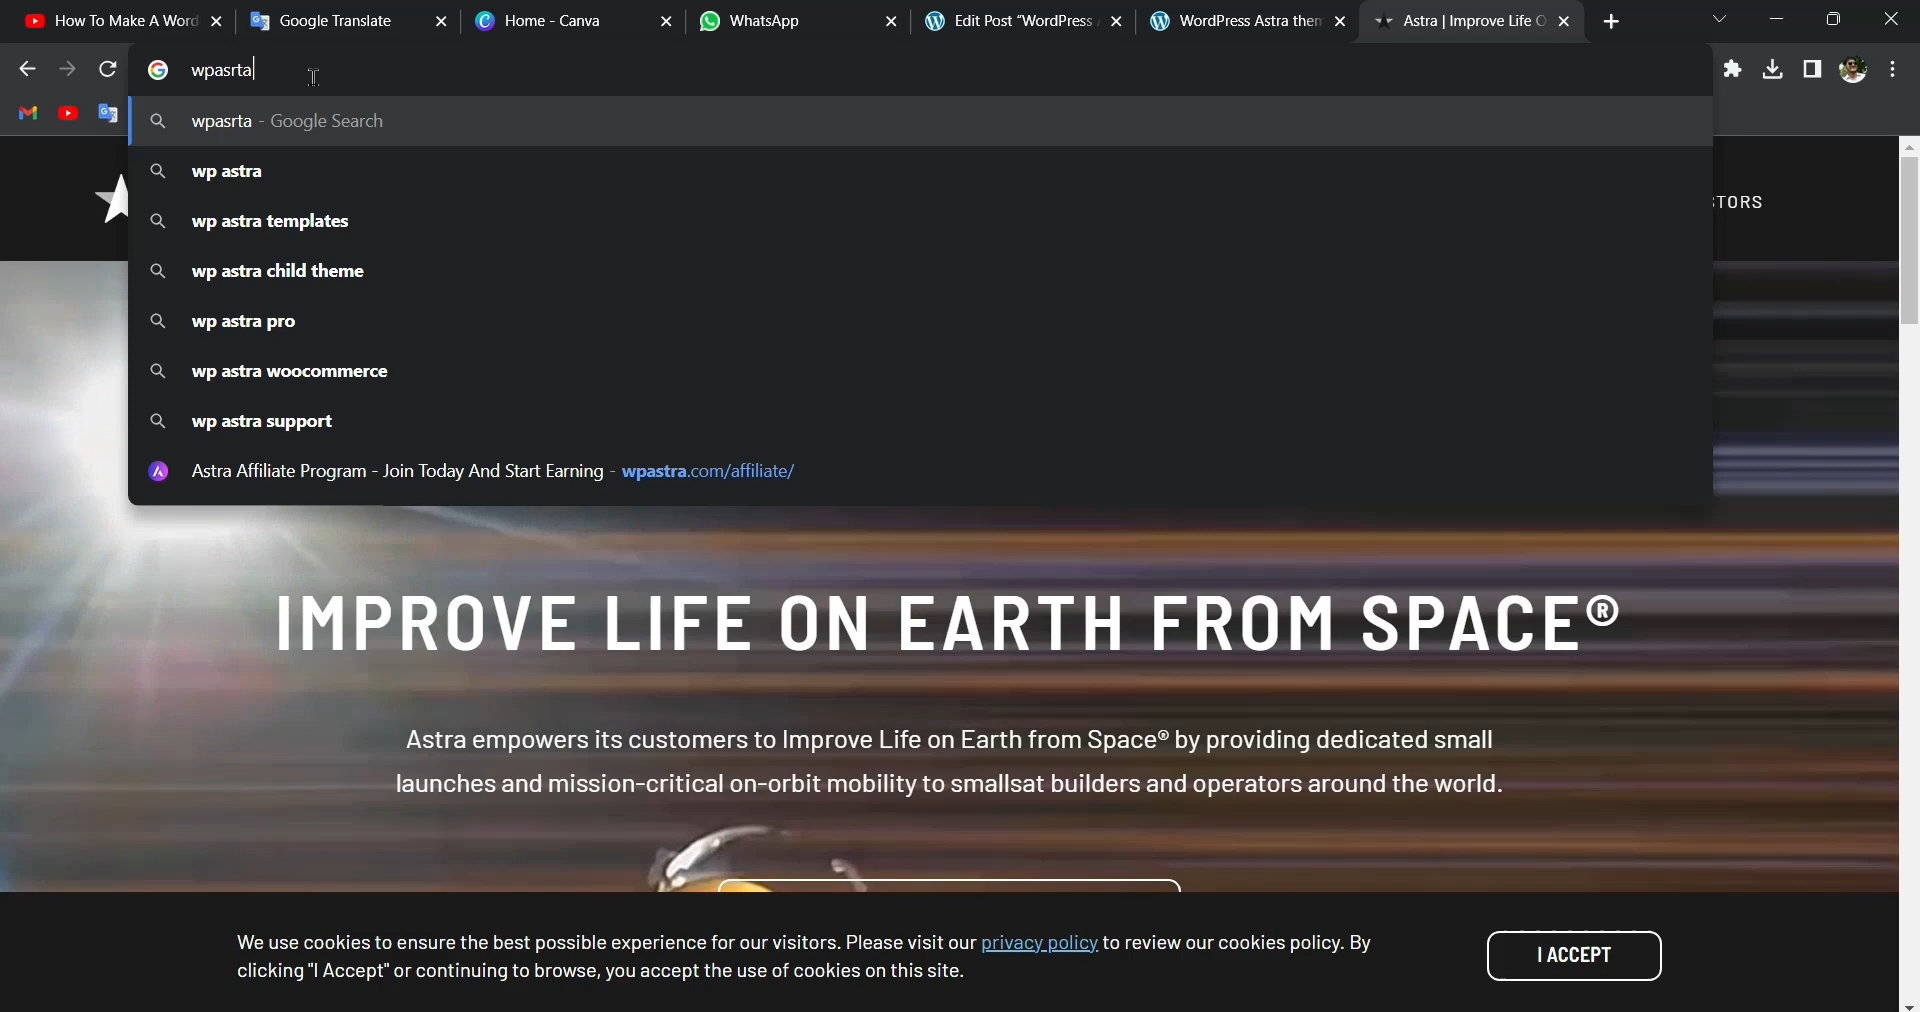 How To Make A Word
Google Translate
Home - Canva
WhatsApp
Edit Post “WordPress A
WordPress Astra them
Astra | Improve Life O
wpasrta
wpasrta - Google Search
wp astra
wp astra templates
wp astra child theme
wp astra pro
wp astra woocommerce
wp astra support
Astra Affiliate Program - Join Today And Start Earning - wpastra.com/affiliate/
STORS
IMPROVE LIFE ON EARTH FROM SPACE®
Astra empowers its customers to Improve Life on Earth from Space® by providing dedicated small
launches and mission-critical on-orbit mobility to smallsat builders and operators around the world.
We use cookies to ensure the best possible experience for our visitors. Please visit our privacy policy to review our cookies policy. By
clicking "I Accept" or continuing to browse, you accept the use of cookies on this site.
I ACCEPT